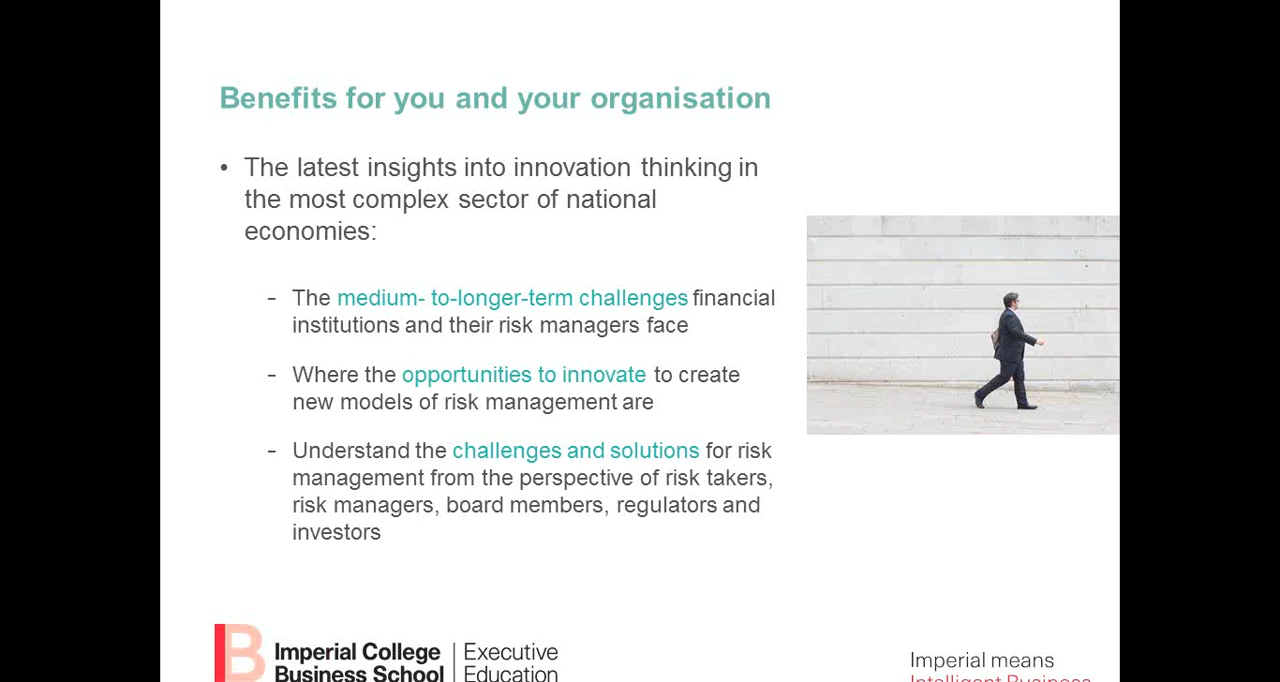 Benefits for you and your organisation
• The latest insights into innovation thinking in
the most complex sector of national
economies:
- The medium- to-longer-term challenges financial
institutions and their risk managers face
- Where the opportunities to innovate to create
new models of risk management are
- Understand the challenges and solutions for risk
management from the perspective of risk takers,
risk managers, board members, regulators and
investors
B
Imperial College
Business School
Executive
Education
Imperial means
Intelligent Business